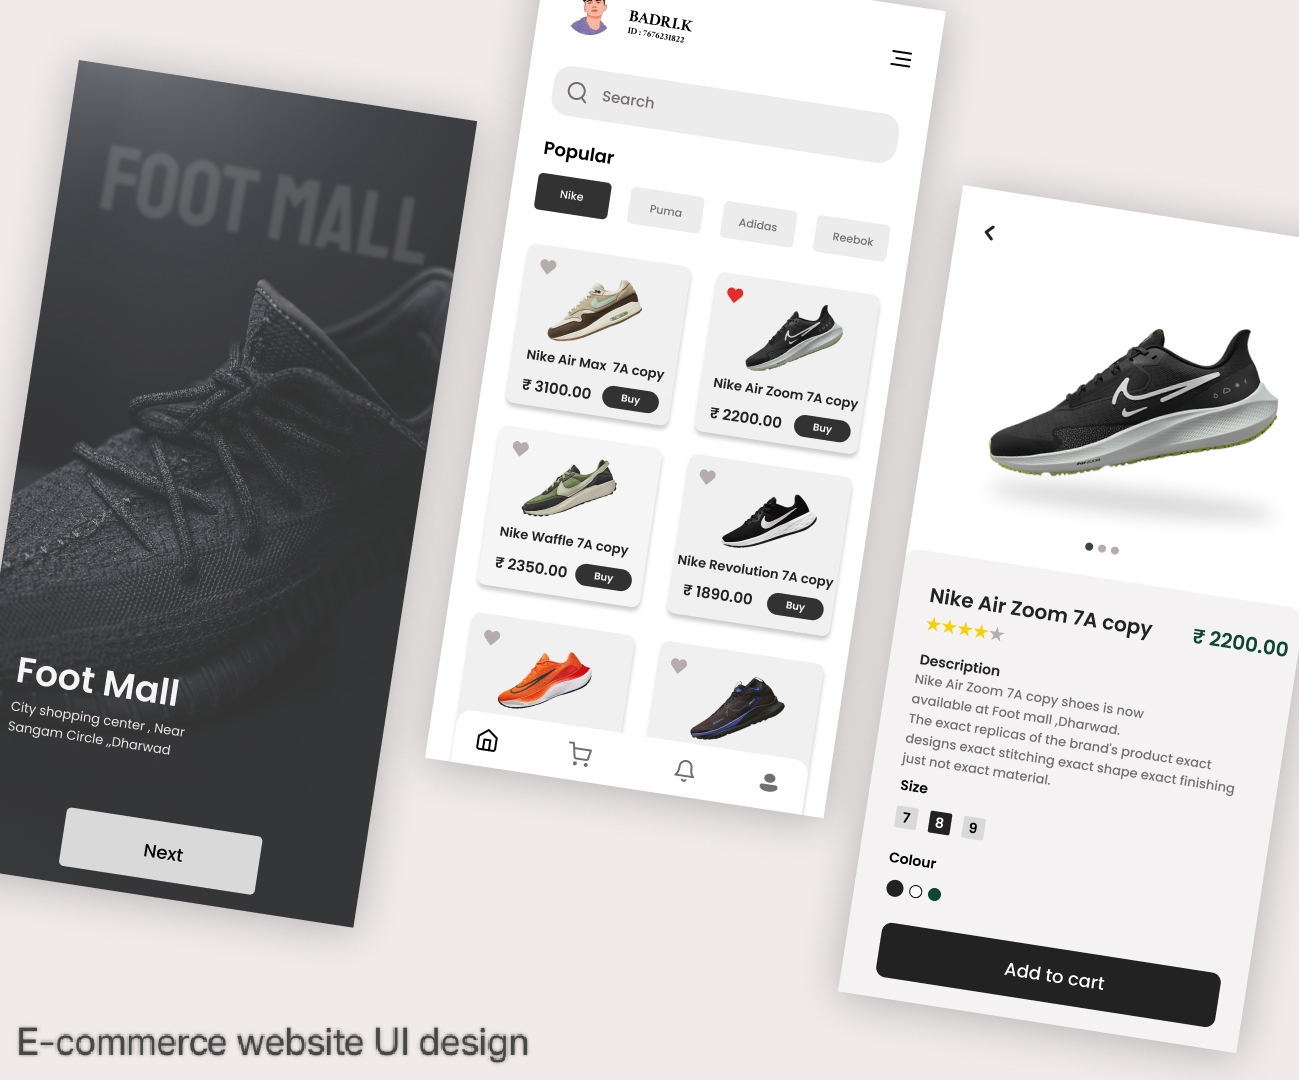 FOOT MALL
Foot Mall
City shopping center , Near
Sangam Circle ,,Dharwad
Next
BADRI.K
ID : 7676231822
Search
Popular
Nike
Puma
Adidas
Reebok
Nike Air Max 7A copy
₹ 3100.00
Buy
Nike Air Zoom 7A copy
₹ 2200.00
Buy
Nike Waffle 7A copy
₹ 2350.00
Buy
Nike Revolution 7A copy
₹ 1890.00
Buy
Nike Air Zoom 7A copy
₹ 2200.00
Description
Nike Air Zoom 7A copy shoes is now
available at Foot mall ,Dharwad.
The exact replicas of the brand's product exact
designs exact stitching exact shape exact finishing
just not exact material.
Size
7 8 9
Colour
Add to cart
E-commerce website UI design